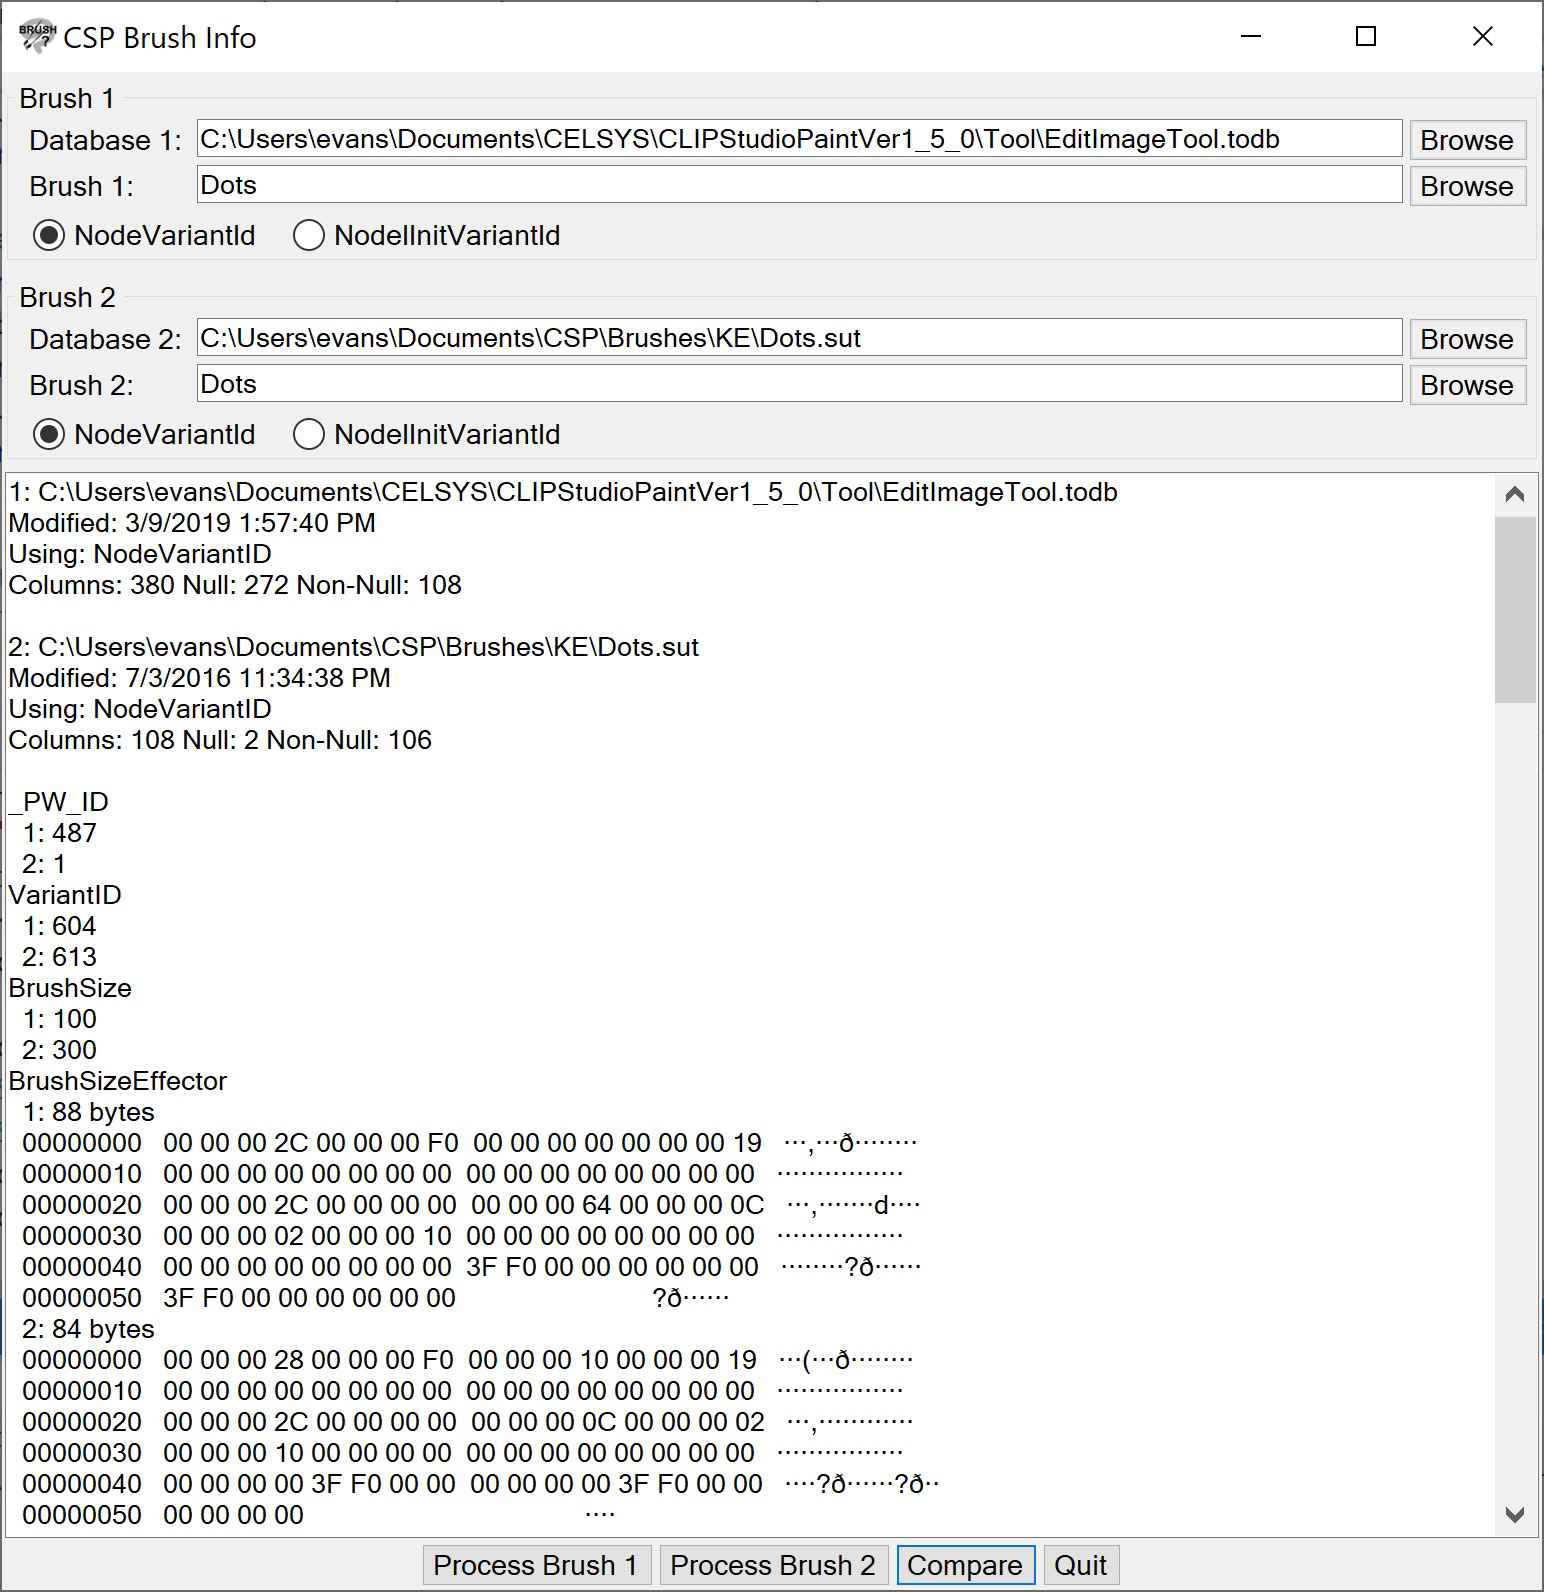 BRUSH
?
CSP Brush Info
Brush 1
Database 1: C:\Users\evans\Documents\CELSYS\CLIPStudioPaintVer1_5_0\Tool\EditImageTool.todb Browse
Brush 1: Dots Browse
NodeVariantId NodeIInitVariantId
Brush 2
Database 2: C:\Users\evans\Documents\CSP\Brushes\KE\Dots.sut Browse
Brush 2: Dots Browse
NodeVariantId NodeIInitVariantId
1: C:\Users\evans\Documents\CELSYS\CLIPStudioPaintVer1_5_0\Tool\EditImageTool.todb
Modified: 3/9/2019 1:57:40 PM
Using: NodeVariantID
Columns: 380 Null: 272 Non-Null: 108
2: C:\Users\evans\Documents\CSP\Brushes\KE\Dots.sut
Modified: 7/3/2016 11:34:38 PM
Using: NodeVariantID
Columns: 108 Null: 2 Non-Null: 106
_PW_ID
1: 487
2: 1
VariantID
1: 604
2: 613
BrushSize
1: 100
2: 300
BrushSizeEffector
1: 88 bytes
00000000 00 00 00 2C 00 00 00 F0 00 00 00 00 00 00 00 19 ···,···ð········
00000010 00 00 00 00 00 00 00 00 00 00 00 00 00 00 00 00 ················
00000020 00 00 00 2C 00 00 00 00 00 00 00 64 00 00 00 0C ···,·······d····
00000030 00 00 00 02 00 00 00 10 00 00 00 00 00 00 00 00 ················
00000040 00 00 00 00 00 00 00 00 3F F0 00 00 00 00 00 00 ········?ð······
00000050 3F F0 00 00 00 00 00 00 ?ð······
2: 84 bytes
00000000 00 00 00 28 00 00 00 F0 00 00 00 10 00 00 00 19 ···(···ð········
00000010 00 00 00 00 00 00 00 00 00 00 00 00 00 00 00 00 ················
00000020 00 00 00 2C 00 00 00 00 00 00 00 0C 00 00 00 02 ···,············
00000030 00 00 00 10 00 00 00 00 00 00 00 00 00 00 00 00 ················
00000040 00 00 00 00 3F F0 00 00 00 00 00 00 3F F0 00 00 ····?ð······?ð··
00000050 00 00 00 00 ····
Process Brush 1 Process Brush 2 Compare Quit